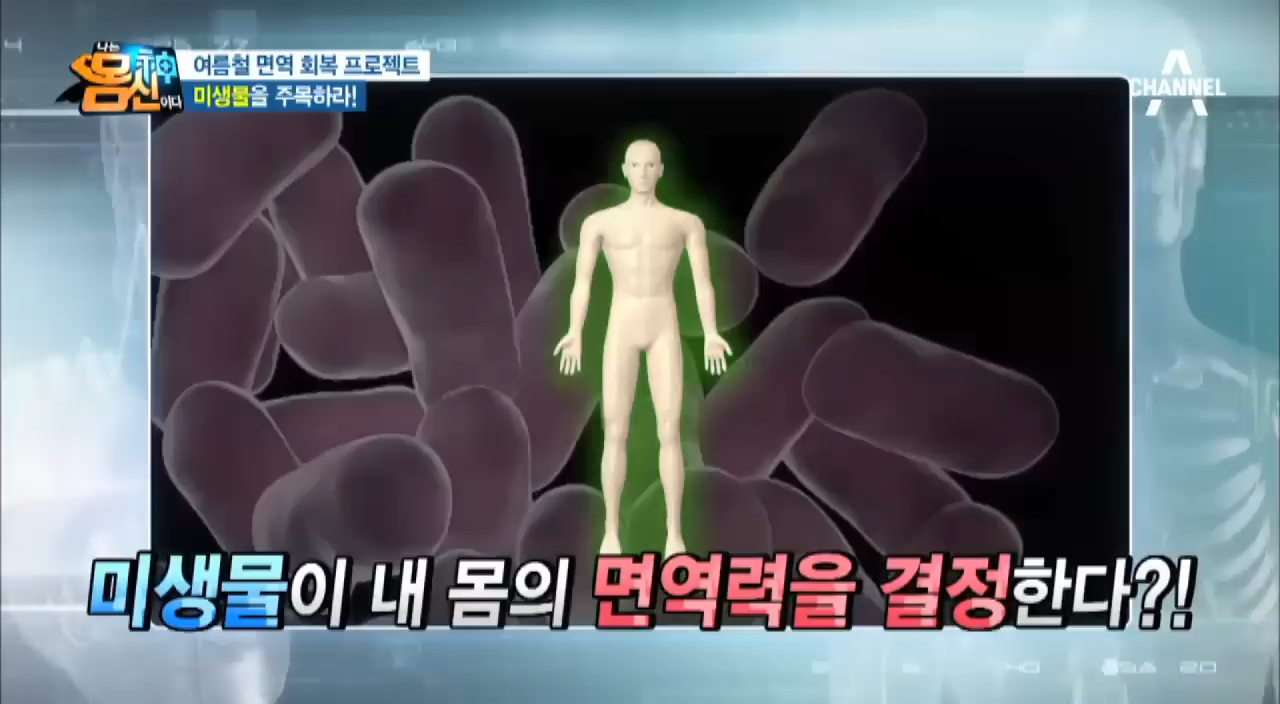 나는
몸神신이다
여름철 면역 회복 프로젝트
미생물을 주목하라!
CHANNEL A
미생물이 내 몸의 면역력을 결정한다?!